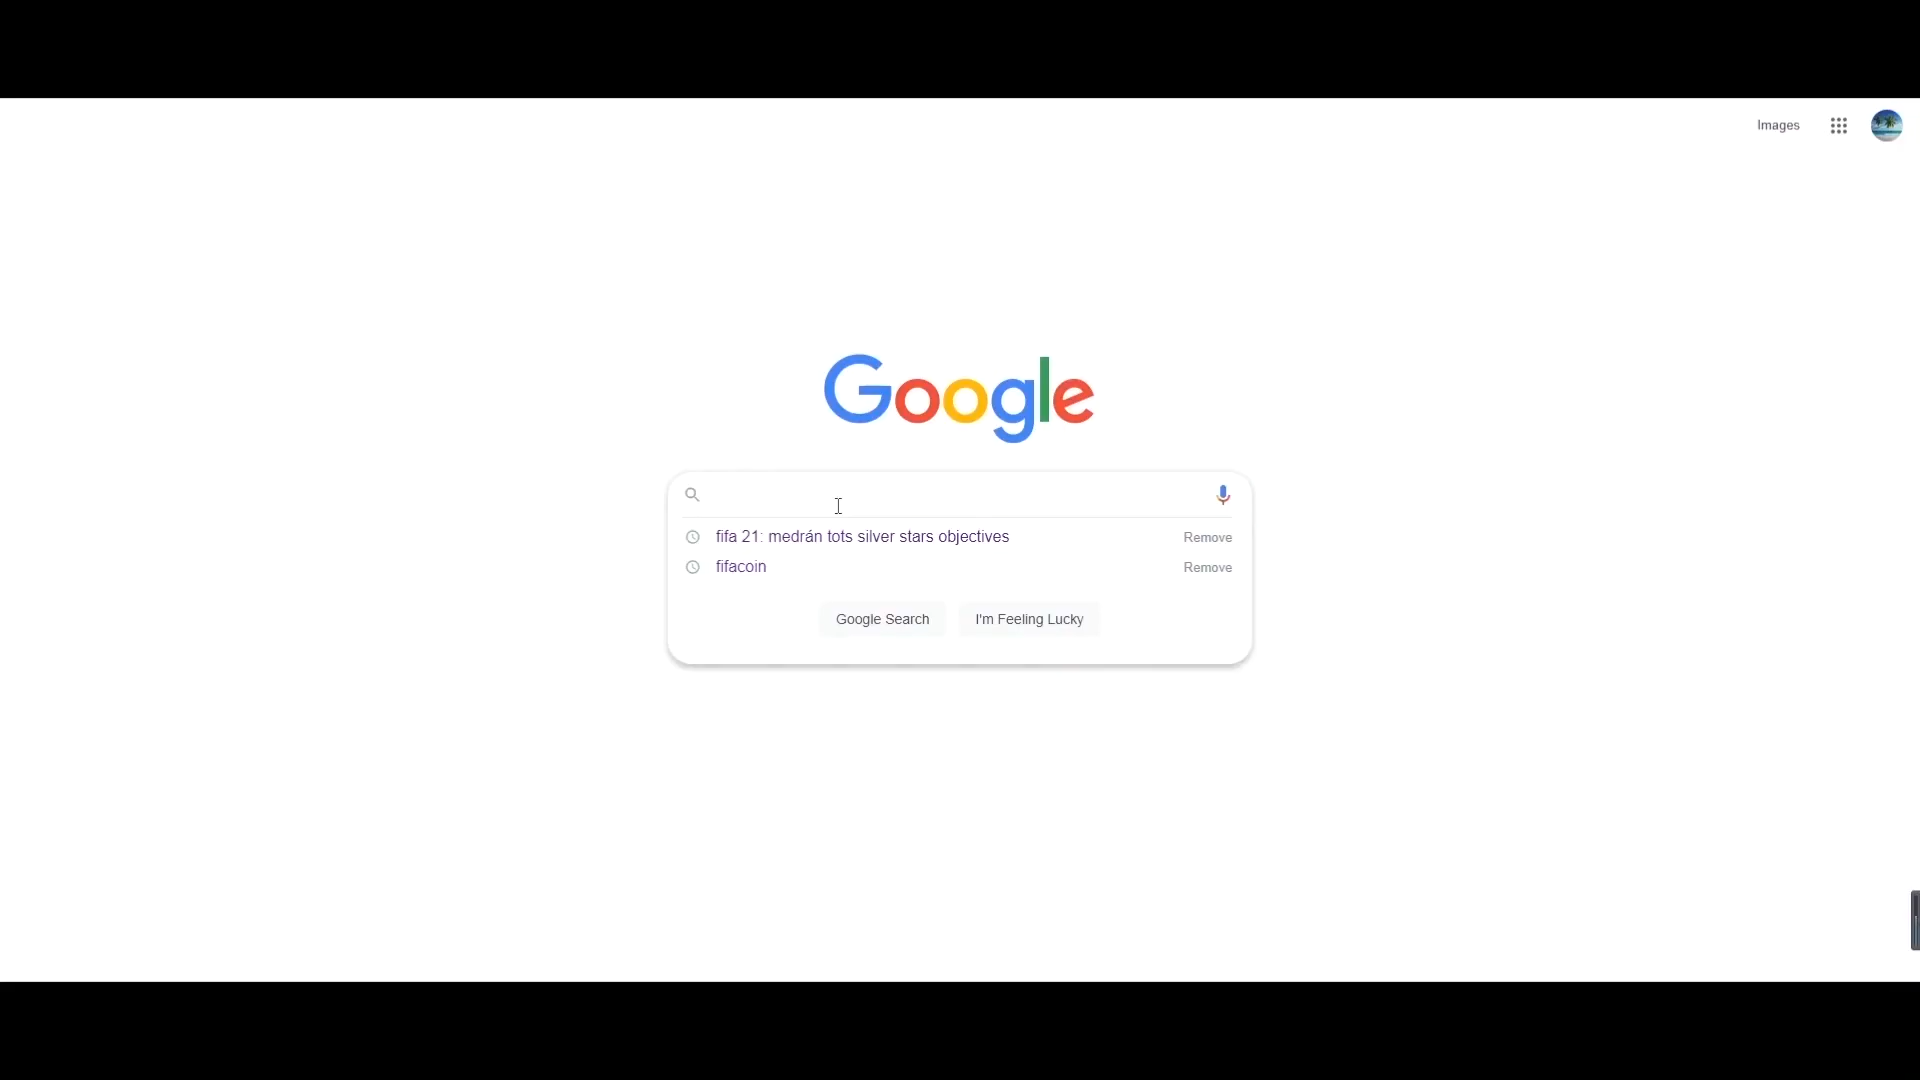 Images
Google
fifa 21: medrán tots silver stars objectives
Remove
fifacoin
Remove
Google Search
I'm Feeling Lucky